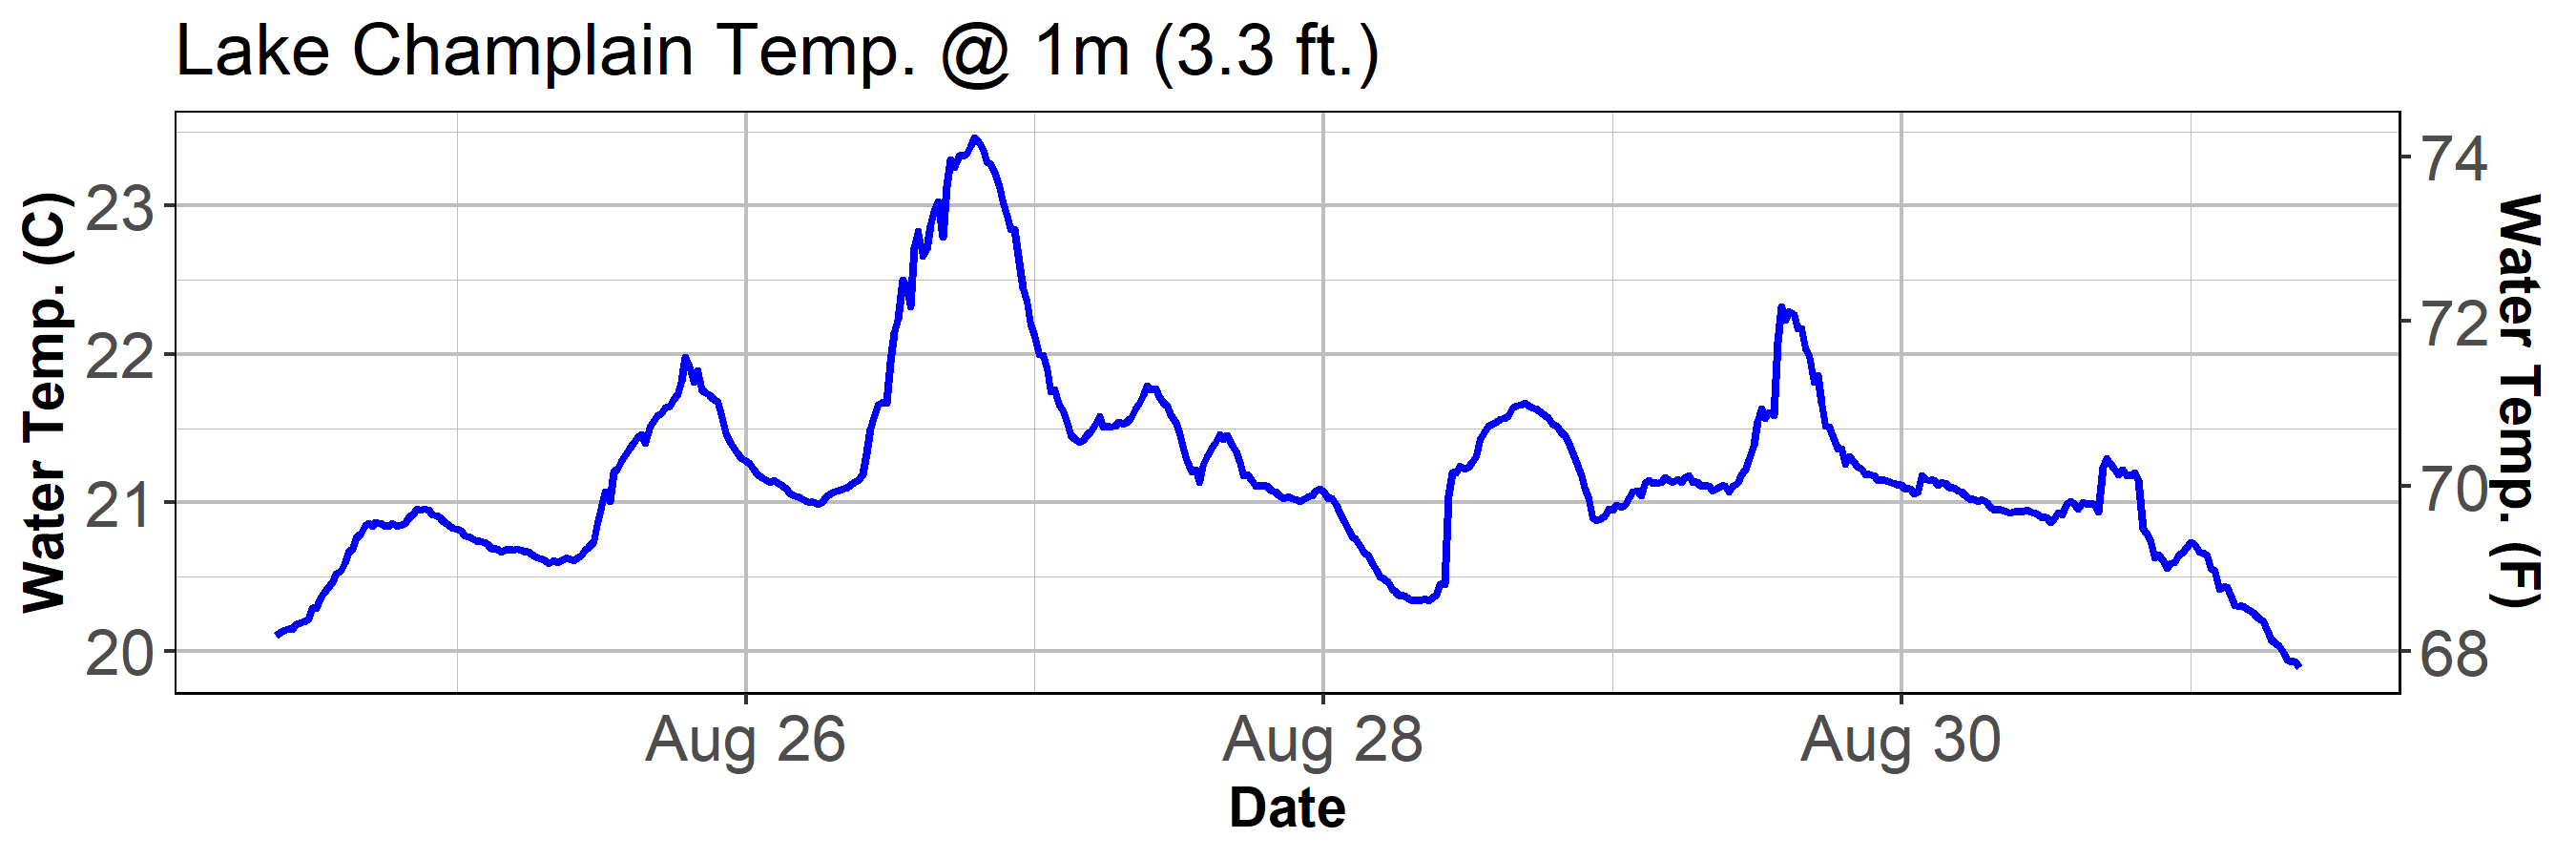 Lake Champlain Temp. @ 1m (3.3 ft.)
Water Temp. (C)
23
22
21
20
74
72
70
68
Water Temp. (F)
Aug 26
Aug 28
Aug 30
Date